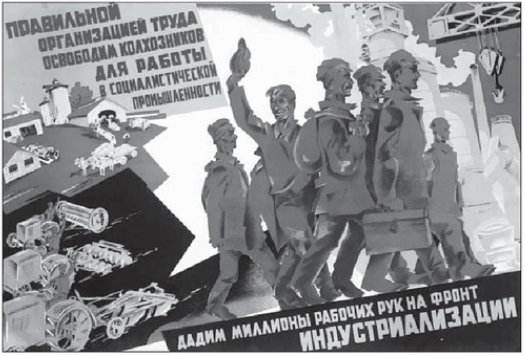 ПРАВИЛЬНОЙ
ОРГАНИЗАЦИЕЙ ТРУДА
ОСВОБОДИМ КОЛХОЗНИКОВ
ДЛЯ РАБОТЫ
В СОЦИАЛИСТИЧЕСКОЙ
ПРОМЫШЛЕННОСТИ
ДАДИМ МИЛЛИОНЫ РАБОЧИХ РУК НА ФРОНТ
ИНДУСТРИАЛИЗАЦИИ